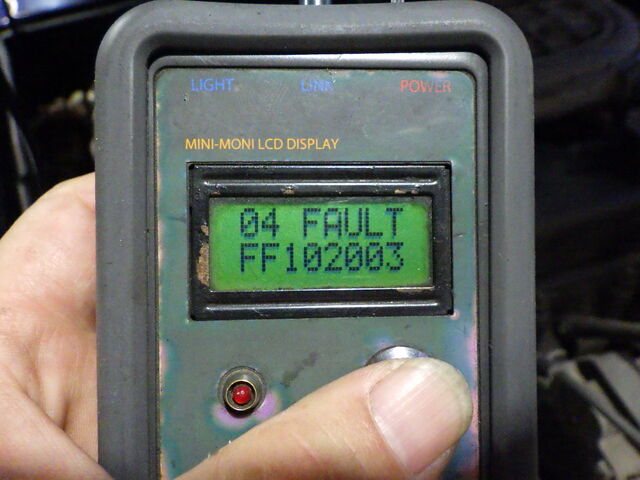 LIGHT LINK POWER
MINI-MONI LCD DISPLAY
04 FAULT
FF102003